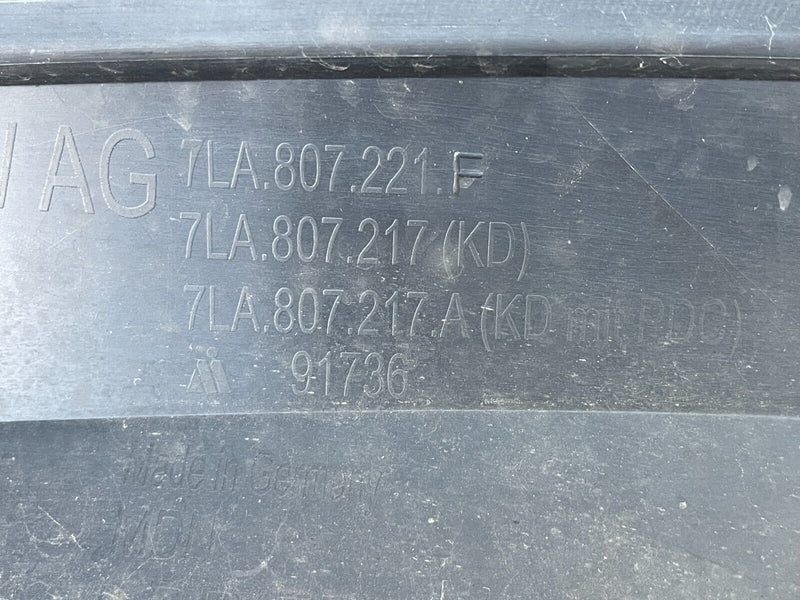 AG 7LA.807.221.F
7LA.807.217 (KD)
7LA.807.217.A (KD mit PDC)
91736
Made in Germany